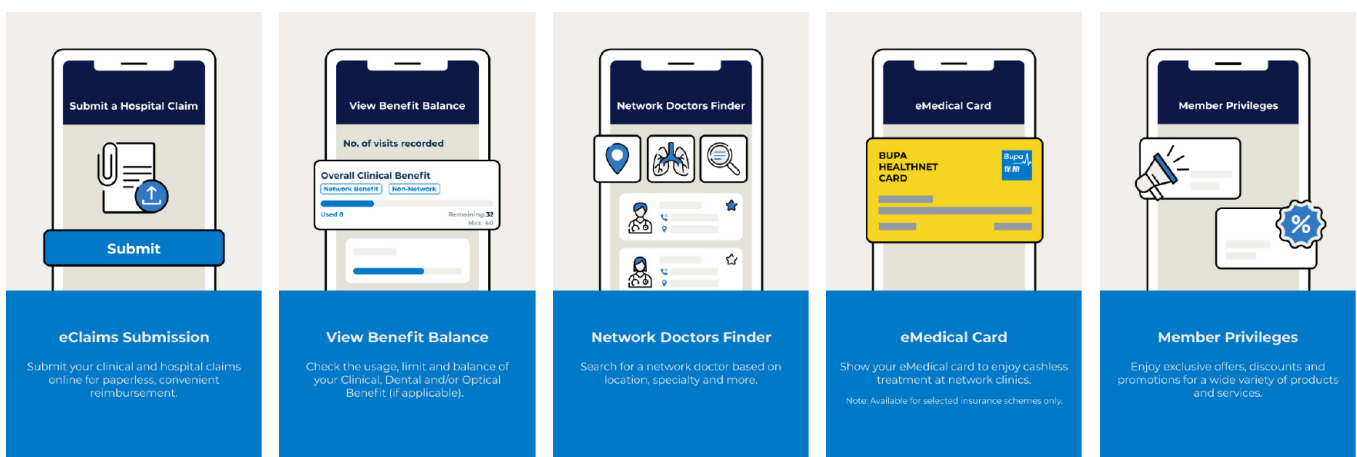 Submit a Hospital Claim
Submit
eClaims Submission
Submit your clinical and hospital claims
online for paperless, convenient
reimbursement.
View Benefit Balance
No. of visits recorded
Overall Clinical Benefit
Network Benefit Non-Network
Used 8 Remaining 32
Max. 40
View Benefit Balance
Check the usage, limit and balance of
your Clinical, Dental and/or Optical
Benefit (if applicable).
Network Doctors Finder
Network Doctors Finder
Search for a network doctor based on
location, specialty and more.
eMedical Card
BUPA
HEALTHNET
CARD
Bupa
保柏
eMedical Card
Show your eMedical card to enjoy cashless
treatment at network clinics.
Note: Available for selected insurance schemes only.
Member Privileges
%
Member Privileges
Enjoy exclusive offers, discounts and
promotions for a wide variety of products
and services.